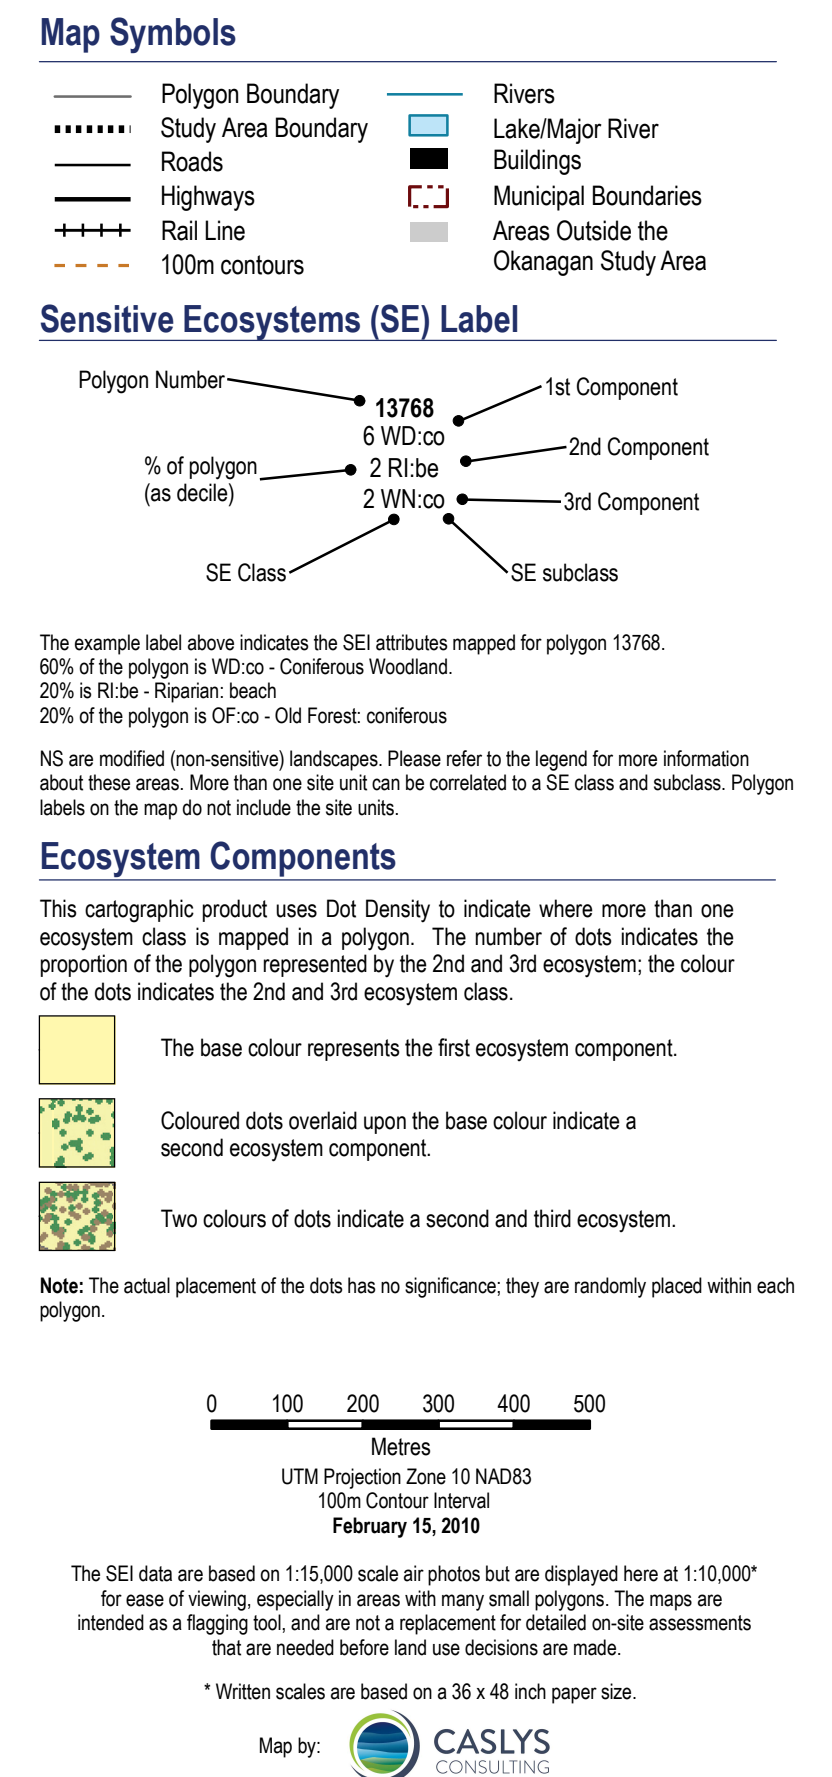 Map Symbols
Polygon Boundary
Study Area Boundary
Roads
Highways
Rail Line
100m contours
Rivers
Lake/Major River
Buildings
Municipal Boundaries
Areas Outside the
Okanagan Study Area
Sensitive Ecosystems (SE) Label
Polygon Number
13768
1st Component
6 WD:co
2nd Component
% of polygon
(as decile)
2 RI:be
2 WN:co
3rd Component
SE Class
SE subclass
The example label above indicates the SEI attributes mapped for polygon 13768.
60% of the polygon is WD:co - Coniferous Woodland.
20% is RI:be - Riparian: beach
20% of the polygon is OF:co - Old Forest: coniferous
NS are modified (non-sensitive) landscapes. Please refer to the legend for more information
about these areas. More than one site unit can be correlated to a SE class and subclass. Polygon
labels on the map do not include the site units.
Ecosystem Components
This cartographic product uses Dot Density to indicate where more than one
ecosystem class is mapped in a polygon. The number of dots indicates the
proportion of the polygon represented by the 2nd and 3rd ecosystem; the colour
of the dots indicates the 2nd and 3rd ecosystem class.
The base colour represents the first ecosystem component.
Coloured dots overlaid upon the base colour indicate a
second ecosystem component.
Two colours of dots indicate a second and third ecosystem.
Note: The actual placement of the dots has no significance; they are randomly placed within each
polygon.
0 100 200 300 400 500
Metres
UTM Projection Zone 10 NAD83
100m Contour Interval
February 15, 2010
The SEI data are based on 1:15,000 scale air photos but are displayed here at 1:10,000*
for ease of viewing, especially in areas with many small polygons. The maps are
intended as a flagging tool, and are not a replacement for detailed on-site assessments
that are needed before land use decisions are made.
* Written scales are based on a 36 x 48 inch paper size.
Map by:
CASLYS
CONSULTING